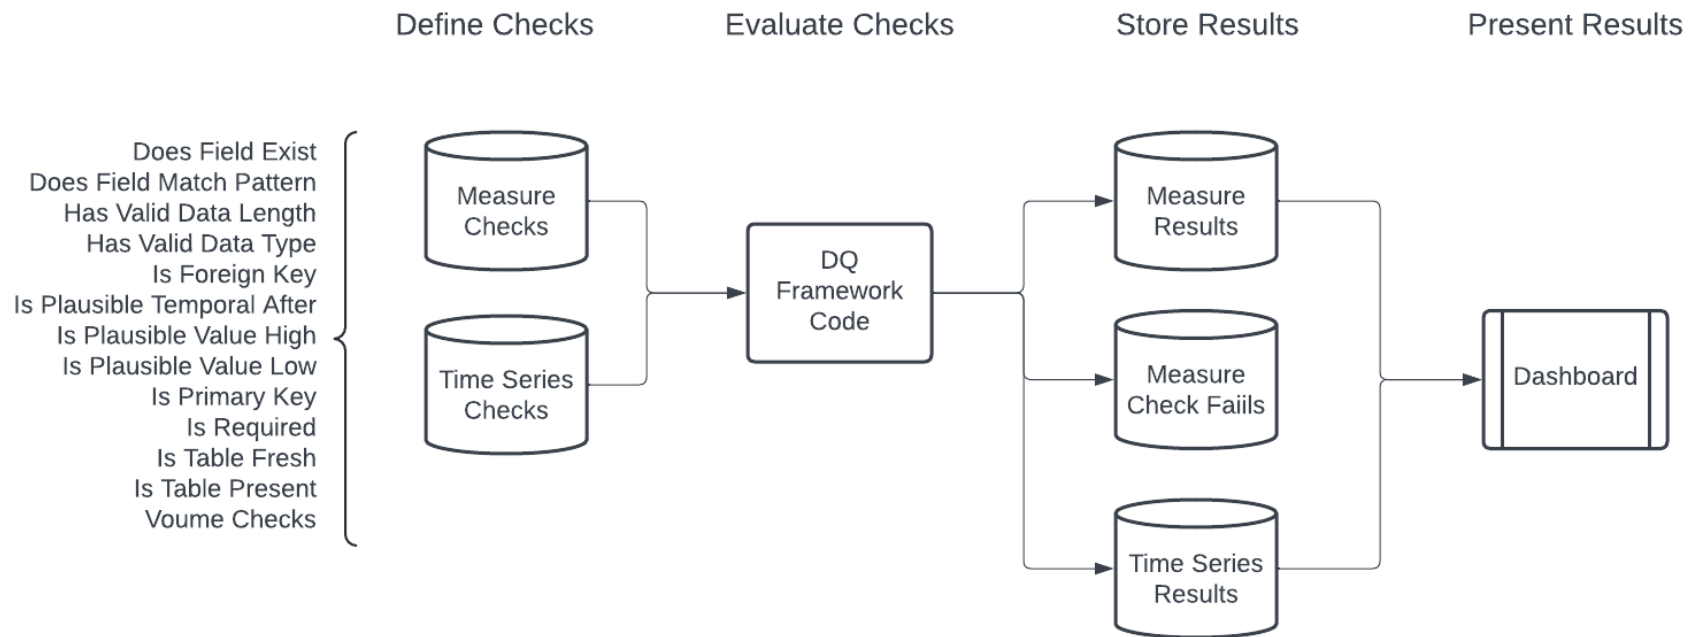 Define Checks
Evaluate Checks
Store Results
Present Results
Does Field Exist
Does Field Match Pattern
Has Valid Data Length
Has Valid Data Type
Is Foreign Key
Is Plausible Temporal After
Is Plausible Value High
Is Plausible Value Low
Is Primary Key
Is Required
Is Table Fresh
Is Table Present
Voume Checks
Measure
Checks
Time Series
Checks
DQ
Framework
Code
Measure
Results
Measure
Check Faiils
Time Series
Results
Dashboard